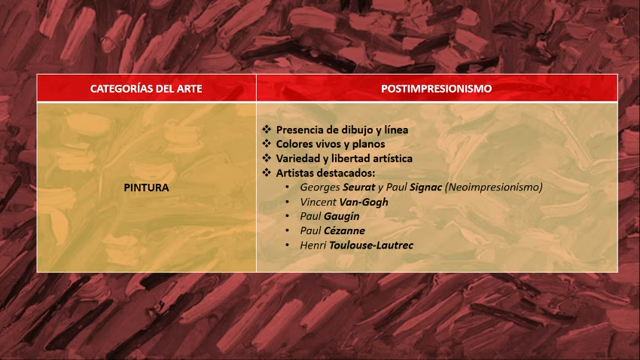 CATEGORÍAS DEL ARTE
POSTIMPRESIONISMO
PINTURA
❖ Presencia de dibujo y línea
❖ Colores vivos y planos
❖ Variedad y libertad artística
❖ Artistas destacados:
• Georges Seurat y Paul Signac (Neoimpresionismo)
• Vincent Van-Gogh
• Paul Gaugín
• Paul Cézanne
• Henri Toulouse-Lautrec